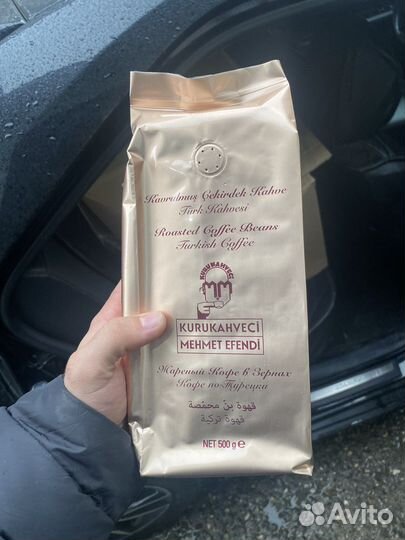 Kavrulmuş Çekirdek Kahve
Türk Kahvesi
Roasted Coffee Beans
Turkish Coffee
KURUKAHVECİ
MM
KURUKAHVECİ
MEHMET EFENDİ
Жареный Кофе в Зернах
Кофе по-Турецки
قهوة بن محمصة
قهوة تركية
NET 500 g ℮
Avito